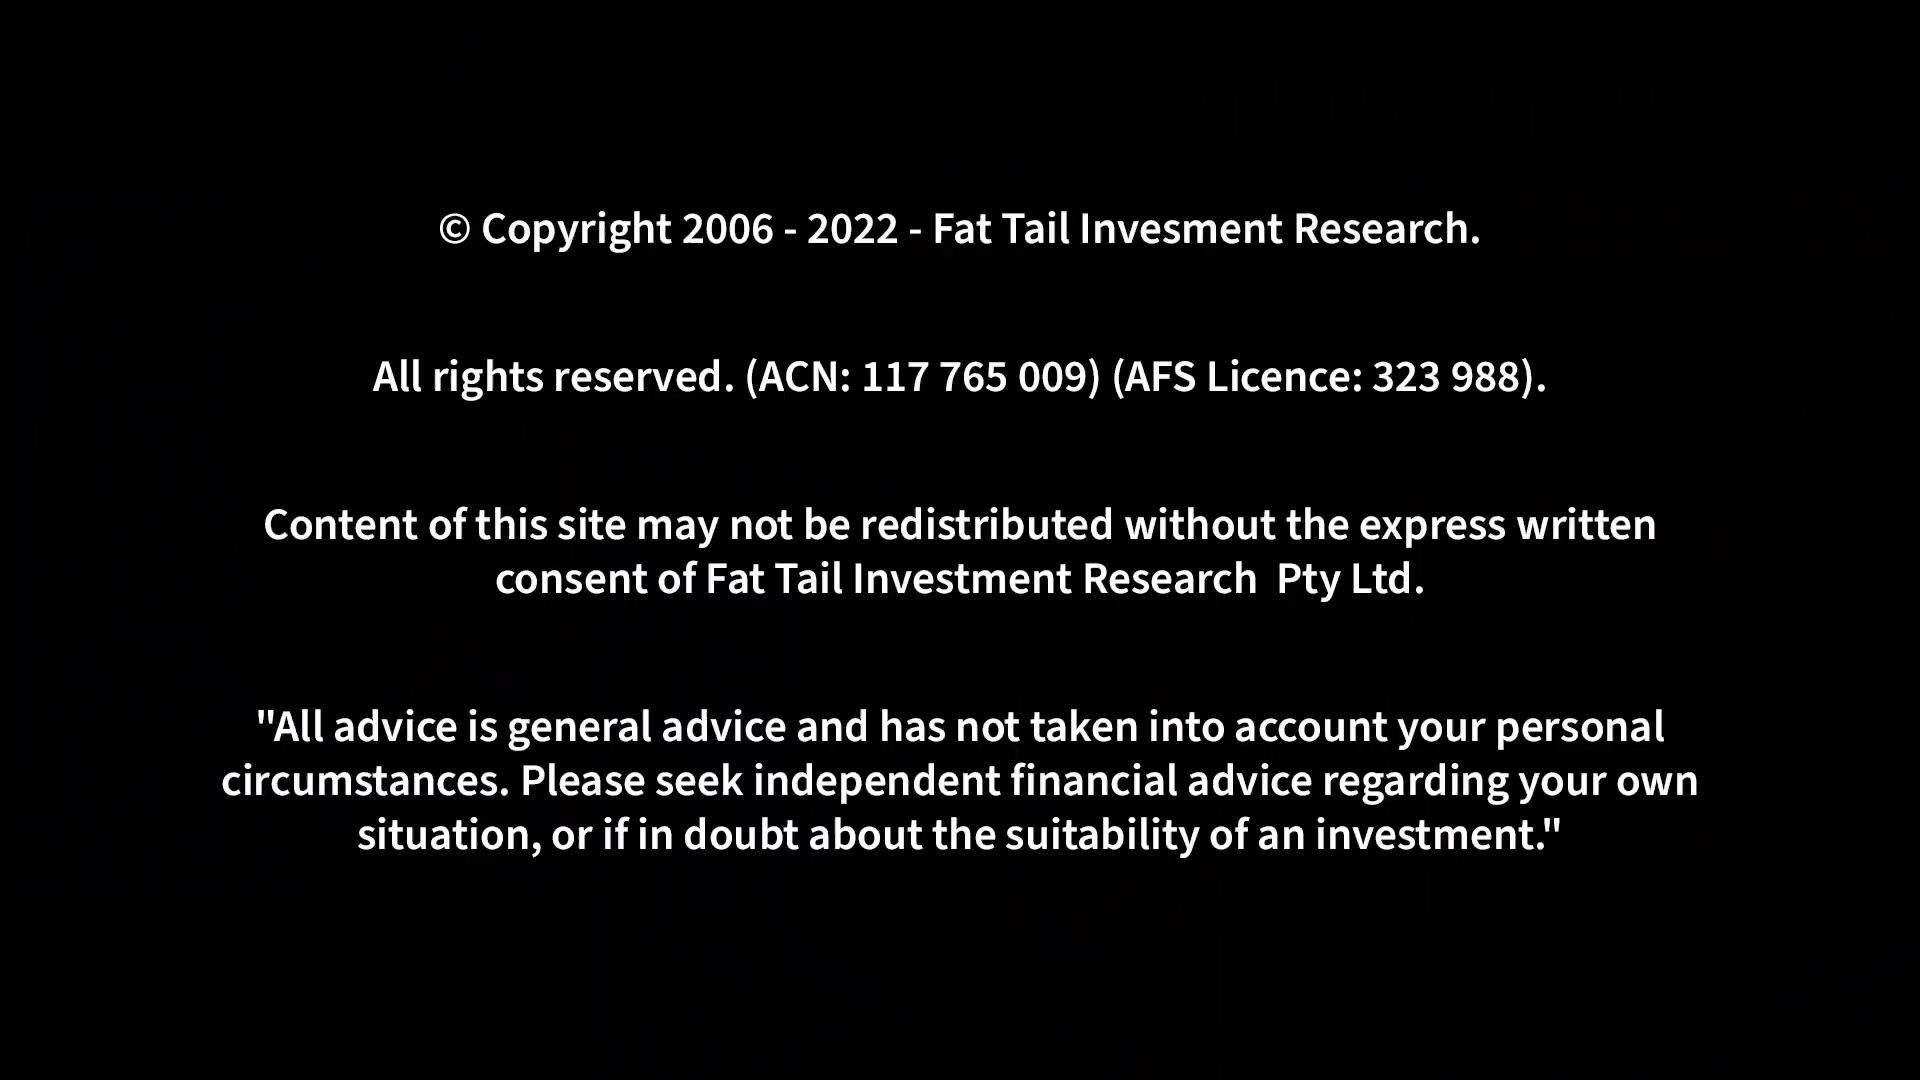 © Copyright 2006 - 2022 - Fat Tail Invesment Research.
All rights reserved. (ACN: 117 765 009) (AFS Licence: 323 988).
Content of this site may not be redistributed without the express written
consent of Fat Tail Investment Research  Pty Ltd.
"All advice is general advice and has not taken into account your personal
circumstances. Please seek independent financial advice regarding your own
situation, or if in doubt about the suitability of an investment."